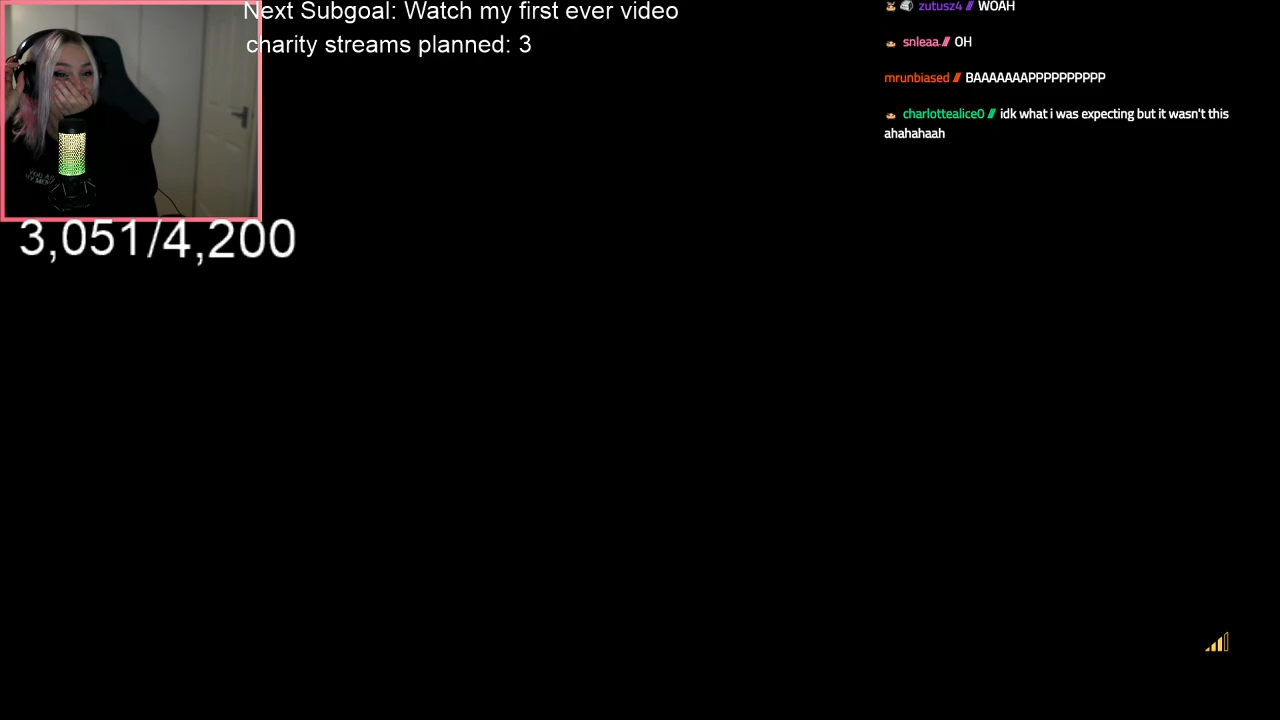 Next Subgoal: Watch my first ever video
charity streams planned: 3
3,051/4,200
zutusz4 // WOAH
snleaa // OH
mrunbiased // BAAAAAAAPPPPPPPPPP
charlottealice0 // idk what i was expecting but it wasn't this
ahahahaah